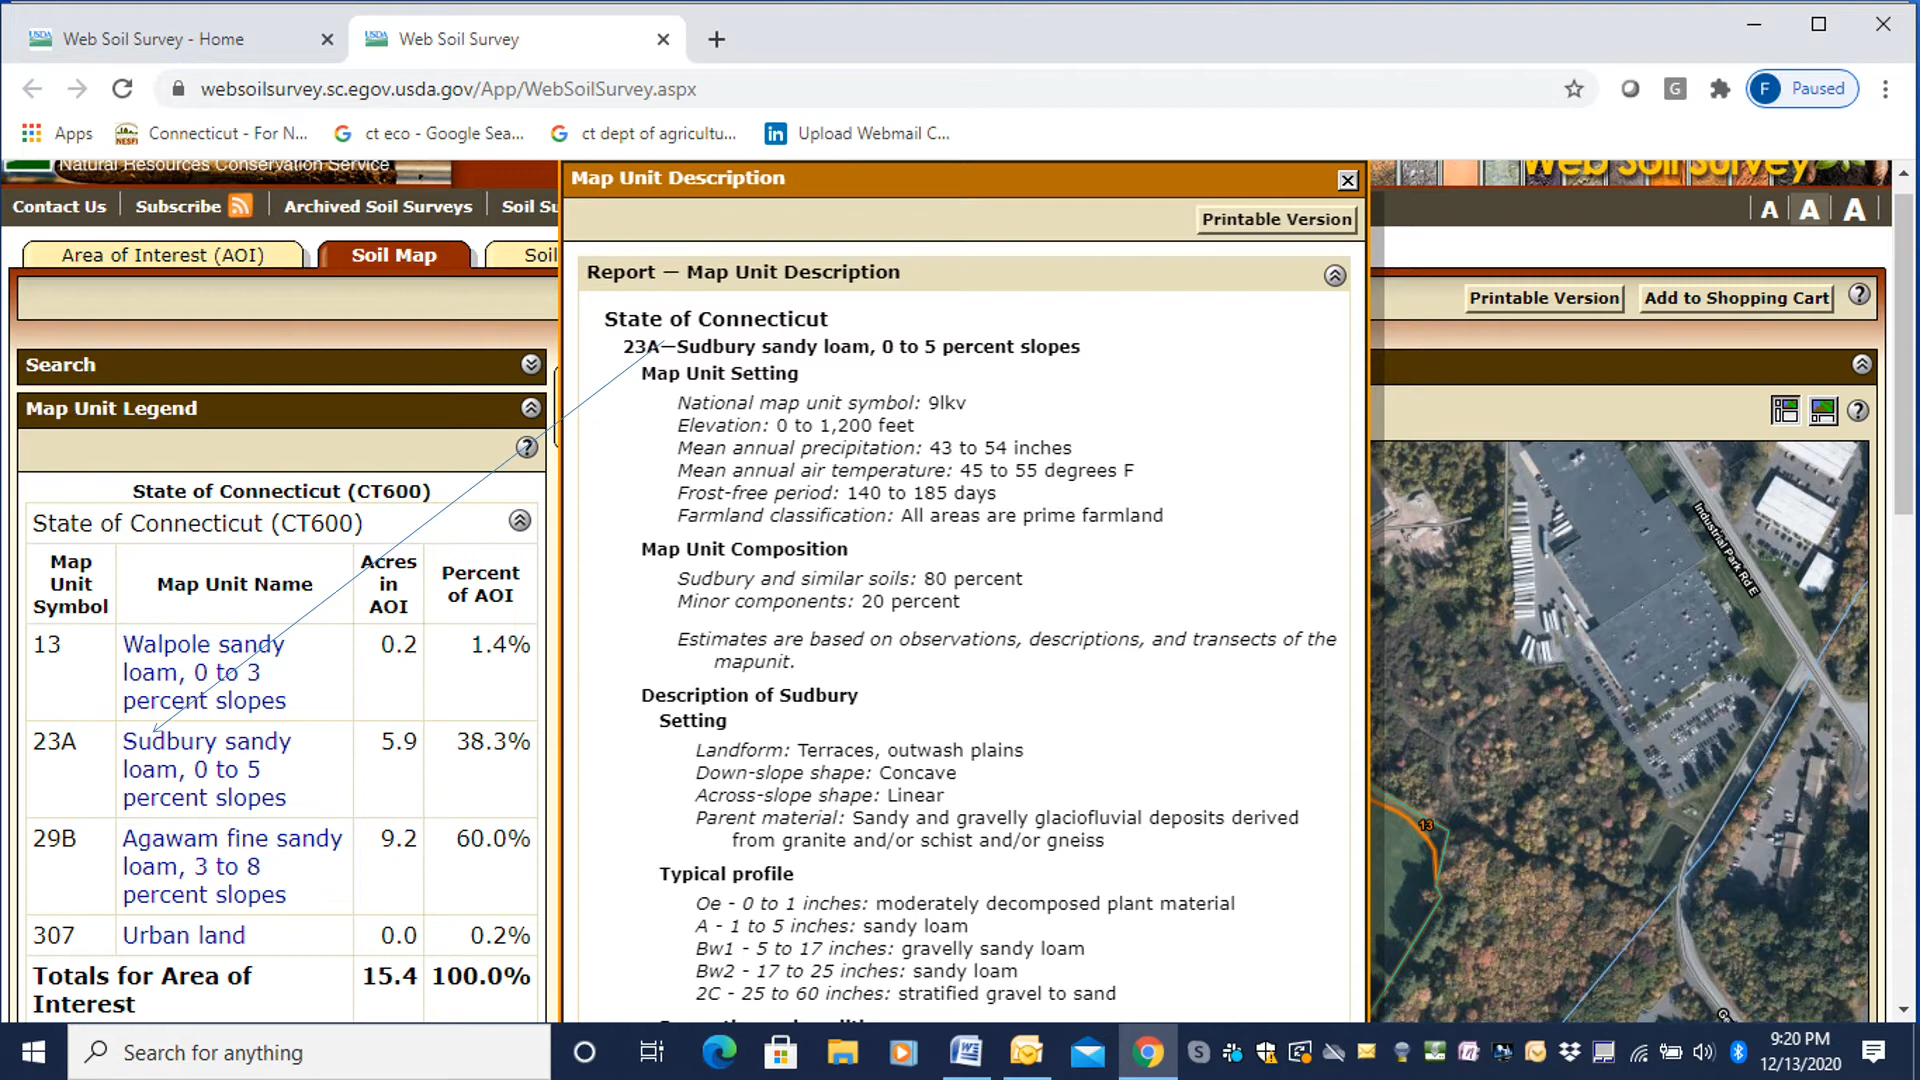 Web Soil Survey - Home
Web Soil Survey
websoilsurvey.sc.egov.usda.gov/App/WebSoilSurvey.aspx
G
F Paused
Apps
Connecticut - For N...
ct eco - Google Sea...
ct dept of agricultu...
in Upload Webmail C...
Natural Resources Conservation Service
Web Soil Survey
Contact Us
Subscribe
Archived Soil Surveys
Soil Su
A A A
Area of Interest (AOI)
Soil Map
Soil
Printable Version
Add to Shopping Cart
Search
Map Unit Legend
State of Connecticut (CT600)
State of Connecticut (CT600)
Map Unit Symbol Map Unit Name Acres in AOI Percent of AOI
13 Walpole sandy loam, 0 to 3 percent slopes 0.2 1.4%
23A Sudbury sandy loam, 0 to 5 percent slopes 5.9 38.3%
29B Agawam fine sandy loam, 3 to 8 percent slopes 9.2 60.0%
307 Urban land 0.0 0.2%
Totals for Area of Interest 15.4 100.0%
Map Unit Description
Printable Version
Report — Map Unit Description
State of Connecticut
23A—Sudbury sandy loam, 0 to 5 percent slopes
Map Unit Setting
National map unit symbol: 9lkv
Elevation: 0 to 1,200 feet
Mean annual precipitation: 43 to 54 inches
Mean annual air temperature: 45 to 55 degrees F
Frost-free period: 140 to 185 days
Farmland classification: All areas are prime farmland
Map Unit Composition
Sudbury and similar soils: 80 percent
Minor components: 20 percent
Estimates are based on observations, descriptions, and transects of the
mapunit.
Description of Sudbury
Setting
Landform: Terraces, outwash plains
Down-slope shape: Concave
Across-slope shape: Linear
Parent material: Sandy and gravelly glaciofluvial deposits derived
from granite and/or schist and/or gneiss
Typical profile
Oe - 0 to 1 inches: moderately decomposed plant material
A - 1 to 5 inches: sandy loam
Bw1 - 5 to 17 inches: gravelly sandy loam
Bw2 - 17 to 25 inches: sandy loam
2C - 25 to 60 inches: stratified gravel to sand
Industrial Park Rd E
13
Search for anything
9:20 PM
12/13/2020